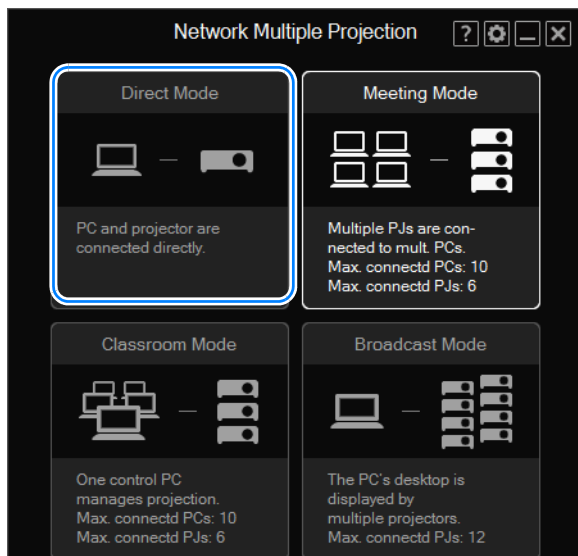 Network Multiple Projection
?
Direct Mode
PC and projector are
connected directly.
Meeting Mode
Multiple PJs are con-
nected to mult. PCs.
Max. connectd PCs: 10
Max. connectd PJs: 6
Classroom Mode
One control PC
manages projection.
Max. connectd PCs: 10
Max. connectd PJs: 6
Broadcast Mode
The PC's desktop is
displayed by
multiple projectors.
Max. connectd PJs: 12